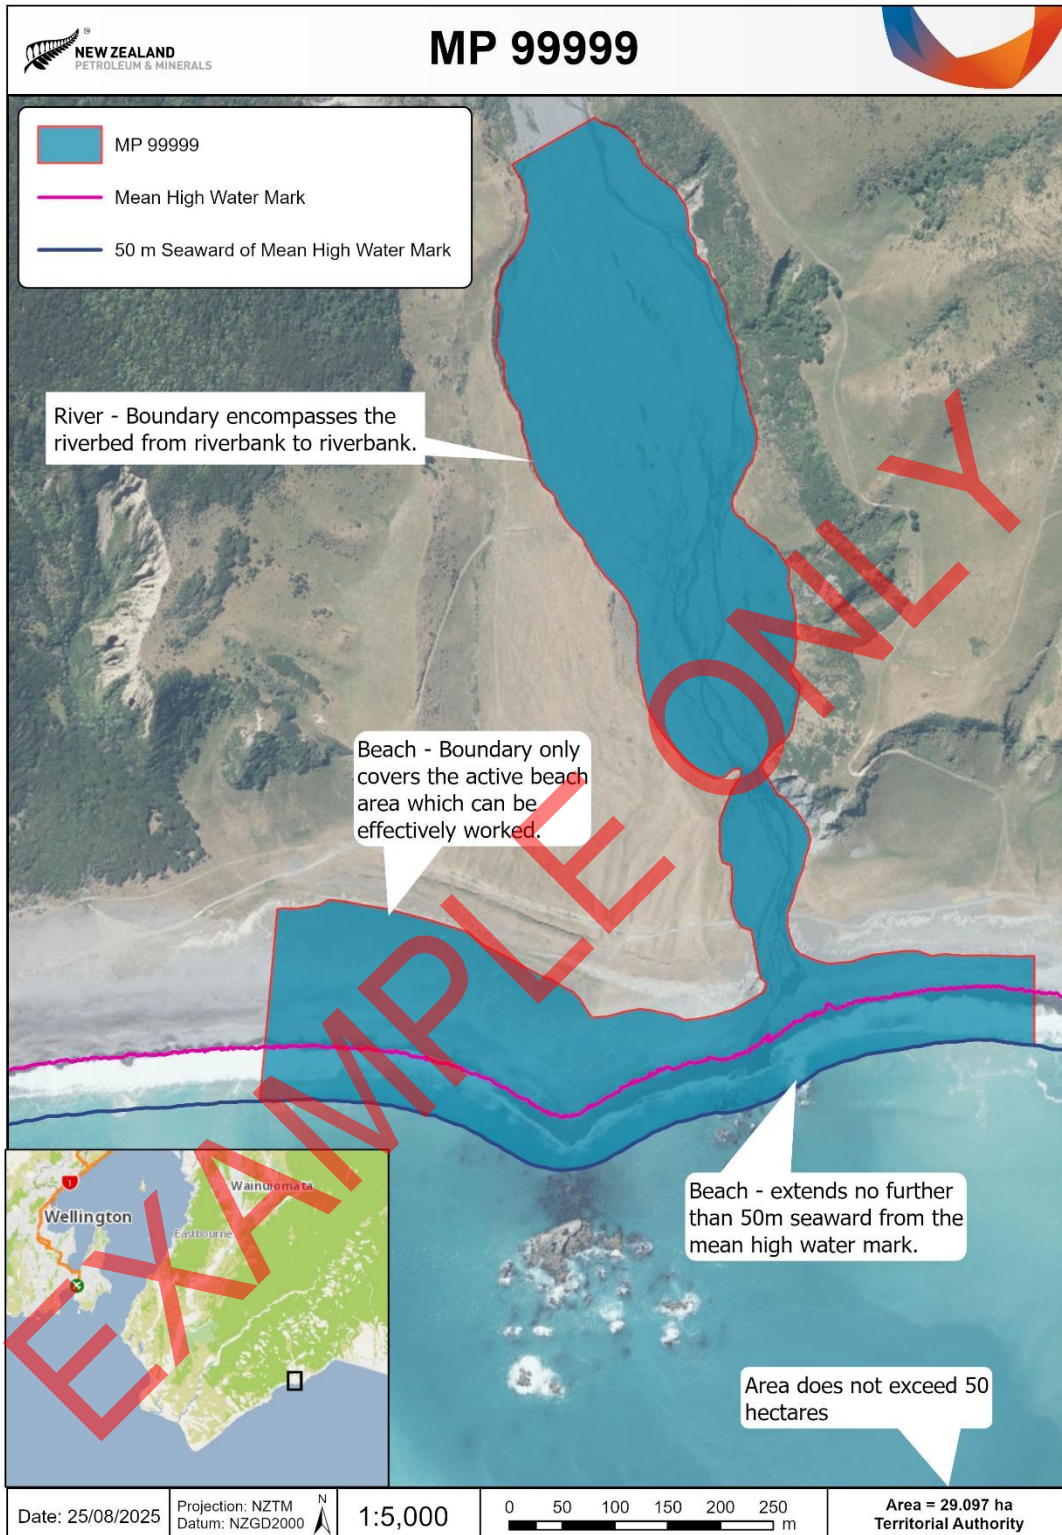 NEW ZEALAND
PETROLEUM & MINERALS
MP 99999
MP 99999
Mean High Water Mark
50 m Seaward of Mean High Water Mark
River - Boundary encompasses the
riverbed from riverbank to riverbank.
Beach - Boundary only
covers the active beach
area which can be
effectively worked.
EXAMPLE ONLY
Beach - extends no further
than 50m seaward from the
mean high water mark.
Area does not exceed 50
hectares
1
Wainuiomata
Wellington
Eastbourne
Date: 25/08/2025
Projection: NZTM
Datum: NZGD2000
N
1:5,000
0 50 100 150 200 250
m
Area = 29.097 ha
Territorial Authority